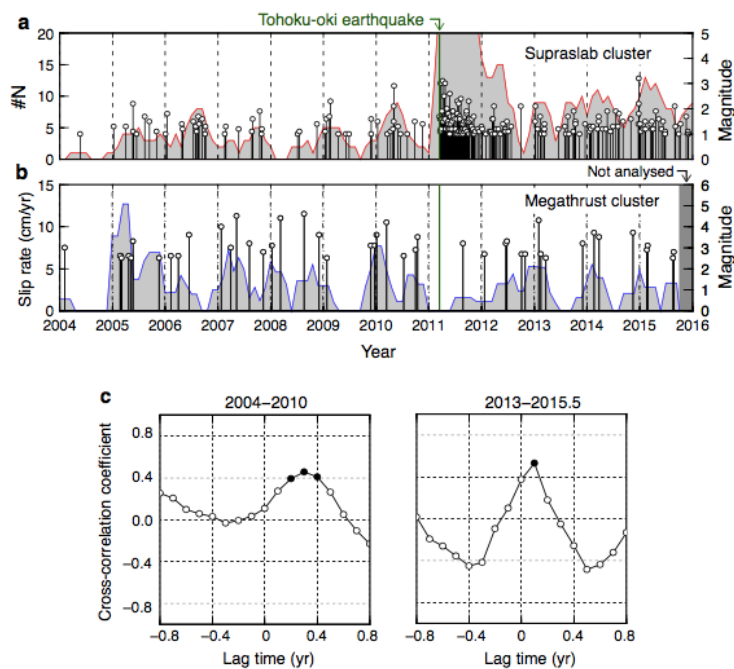 Tohoku-oki earthquake
a
20
15
10
5
0
#N
Supraslab cluster
5
4
3
2
1
0
Magnitude
Not analysed
b
15
10
5
0
Slip rate (cm/yr)
Megathrust cluster
6
5
4
3
2
1
0
Magnitude
2004 2005 2006 2007 2008 2009 2010 2011 2012 2013 2014 2015 2016
Year
c
2004–2010
2013–2015.5
Cross-correlation coefficient
0.8
0.4
0.0
−0.4
−0.8
−0.8 −0.4 0 0.4 0.8
−0.8 −0.4 0 0.4 0.8
Lag time (yr)
Lag time (yr)